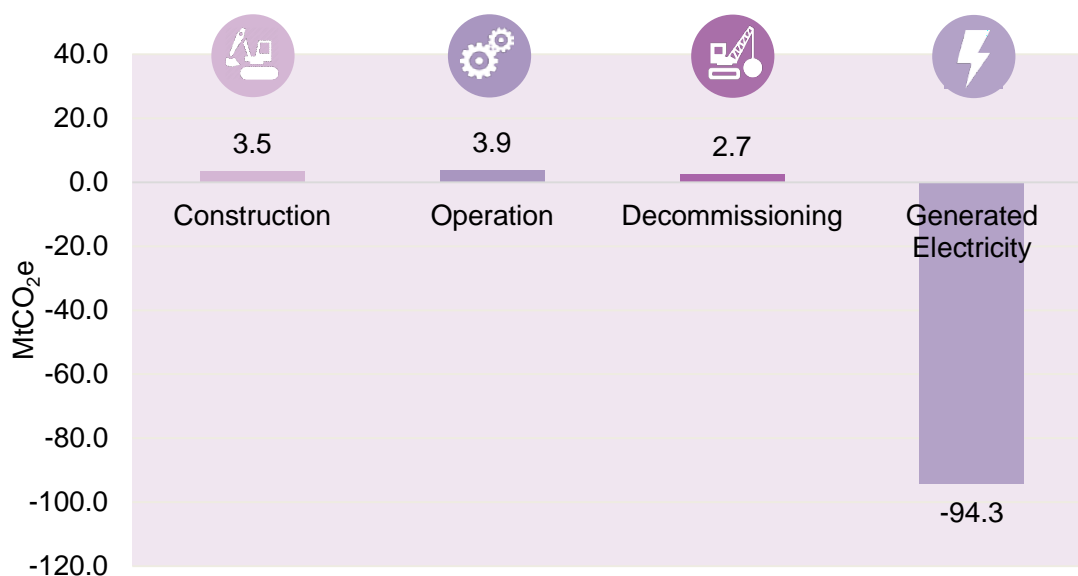 40.0
20.0
0.0
-20.0
-40.0
-60.0
-80.0
-100.0
-120.0
MtCO₂e
3.5
3.9
2.7
Construction
Operation
Decommissioning
Generated
Electricity
-94.3